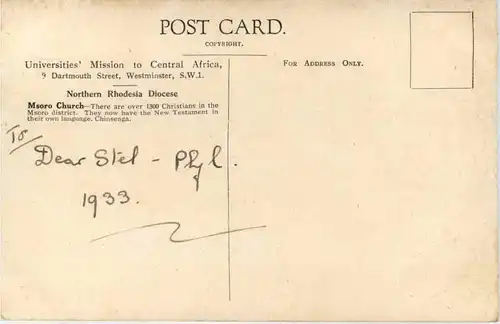 POST CARD.
COPYRIGHT.
Universities' Mission to Central Africa,
9 Dartmouth Street, Westminster, S.W.1.
Northern Rhodesia Diocese
Msoro Church—There are over 1300 Christians in the
Msoro district. They now have the New Testament in
their own language, Chinsenga.
FOR ADDRESS ONLY.
To
Dear Stel - Phyl.
1933.